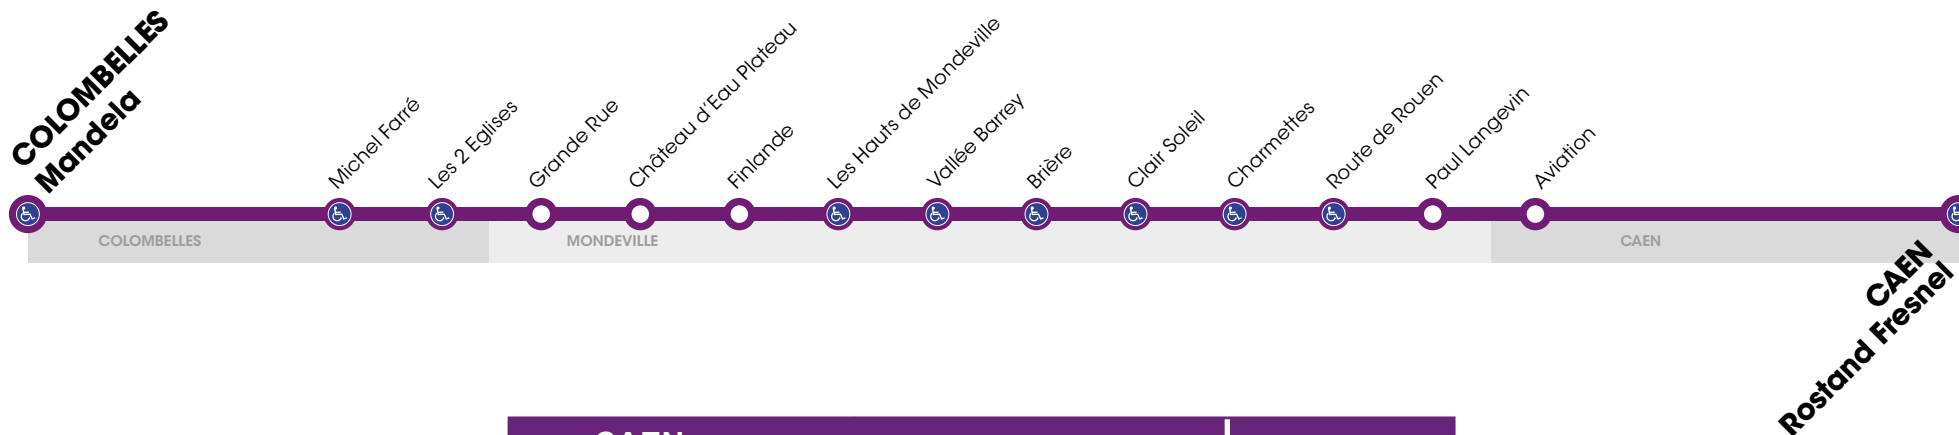 COLOMBELLES
Mandela
Michel Farré
Les 2 Eglises
Grande Rue
Château d'Eau Plateau
Finlande
Les Hauts de Mondeville
Vallée Barrey
Brière
Clair Soleil
Charmettes
Route de Rouen
Paul Langevin
Aviation
COLOMBELLES
MONDEVILLE
CAEN
CAEN
Rostand Fresnel
CAEN